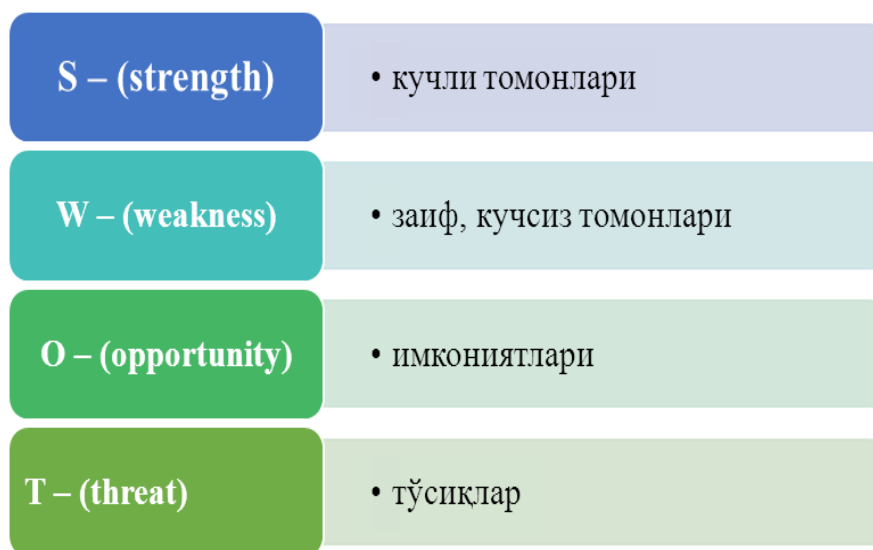 S – (strength)
• кучли томонлари
W – (weakness)
• заиф, кучсиз томонлари
O – (opportunity)
• имкониятлари
T – (threat)
• тўсиқлар